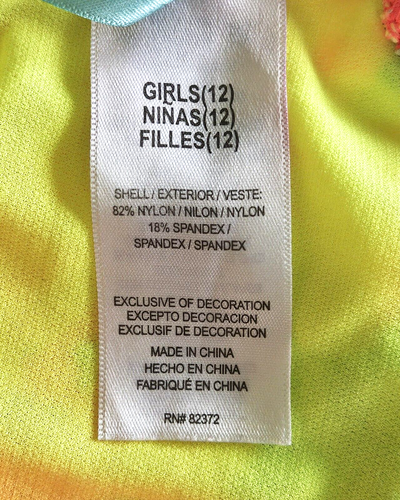 GIRLS(12)
NIÑAS(12)
FILLES(12)
SHELL / EXTERIOR / VESTE:
82% NYLON / NILON / NYLON
18% SPANDEX /
SPANDEX / SPANDEX
EXCLUSIVE OF DECORATION
EXCEPTO DECORACION
EXCLUSIF DE DECORATION
MADE IN CHINA
HECHO EN CHINA
FABRIQUÉ EN CHINA
RN# 82372